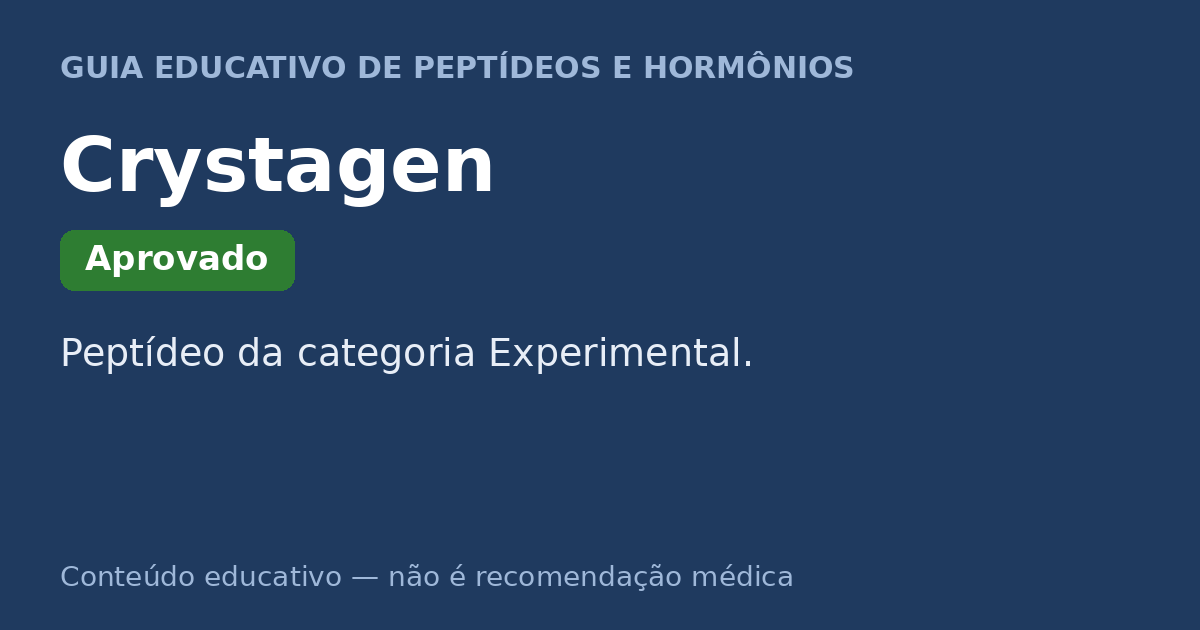 GUIA EDUCATIVO DE PEPTÍDEOS E HORMÔNIOS
Crystagen
Aprovado
Peptídeo da categoria Experimental.
Conteúdo educativo — não é recomendação médica